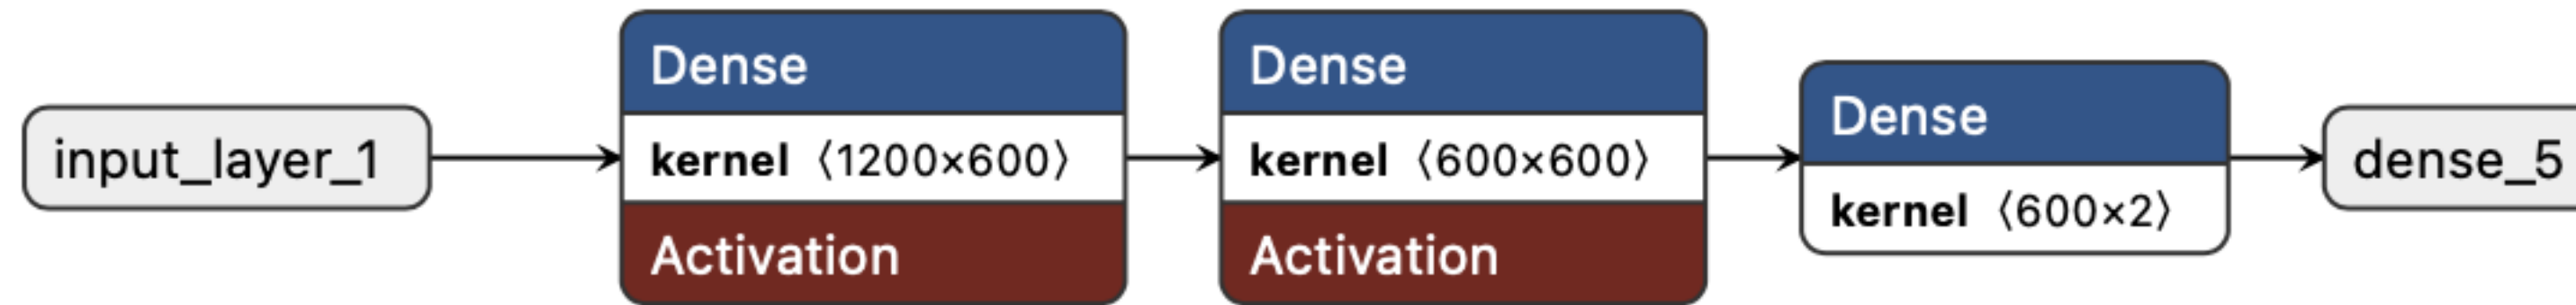 input_layer_1
Dense
kernel ⟨1200×600⟩
Activation
Dense
kernel ⟨600×600⟩
Activation
Dense
kernel ⟨600×2⟩
dense_5